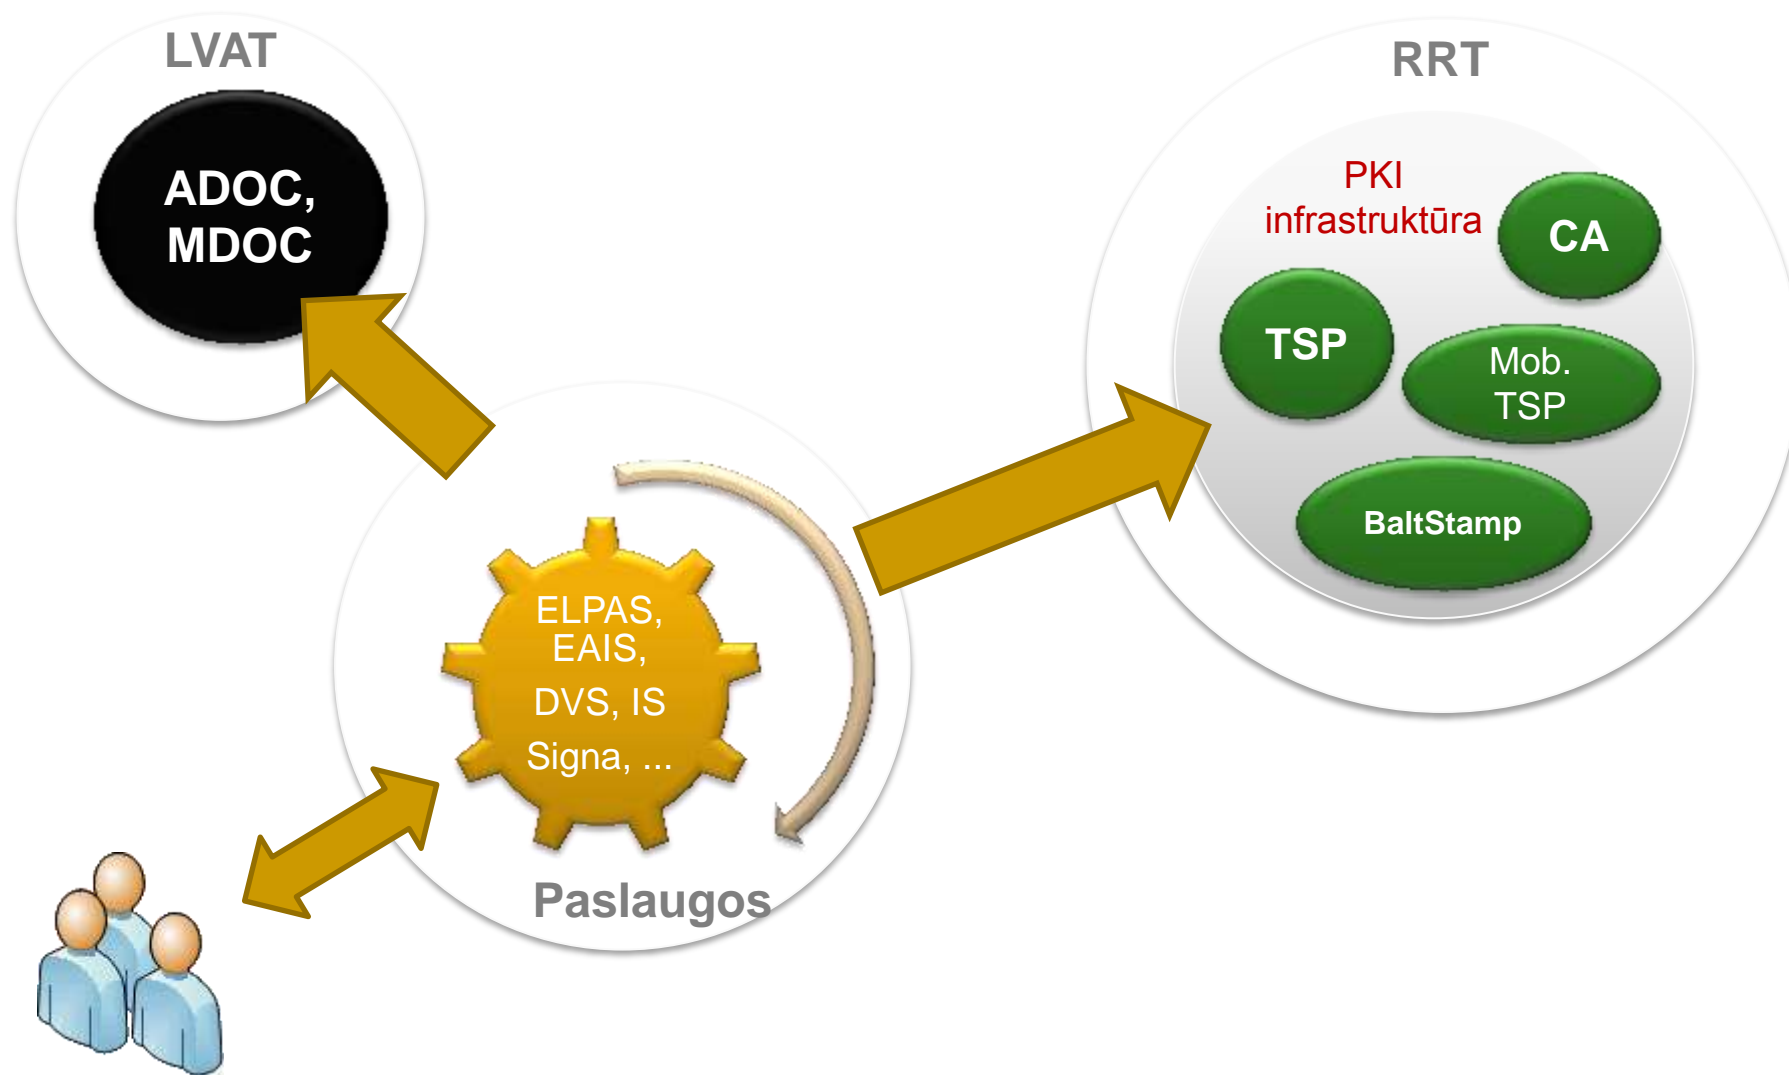 LVAT
ADOC,
MDOC
RRT
PKI
infrastruktūra
CA
TSP
Mob.
TSP
BaltStamp
ELPAS,
EAIS,
DVS, IS
Signa, ...
Paslaugos